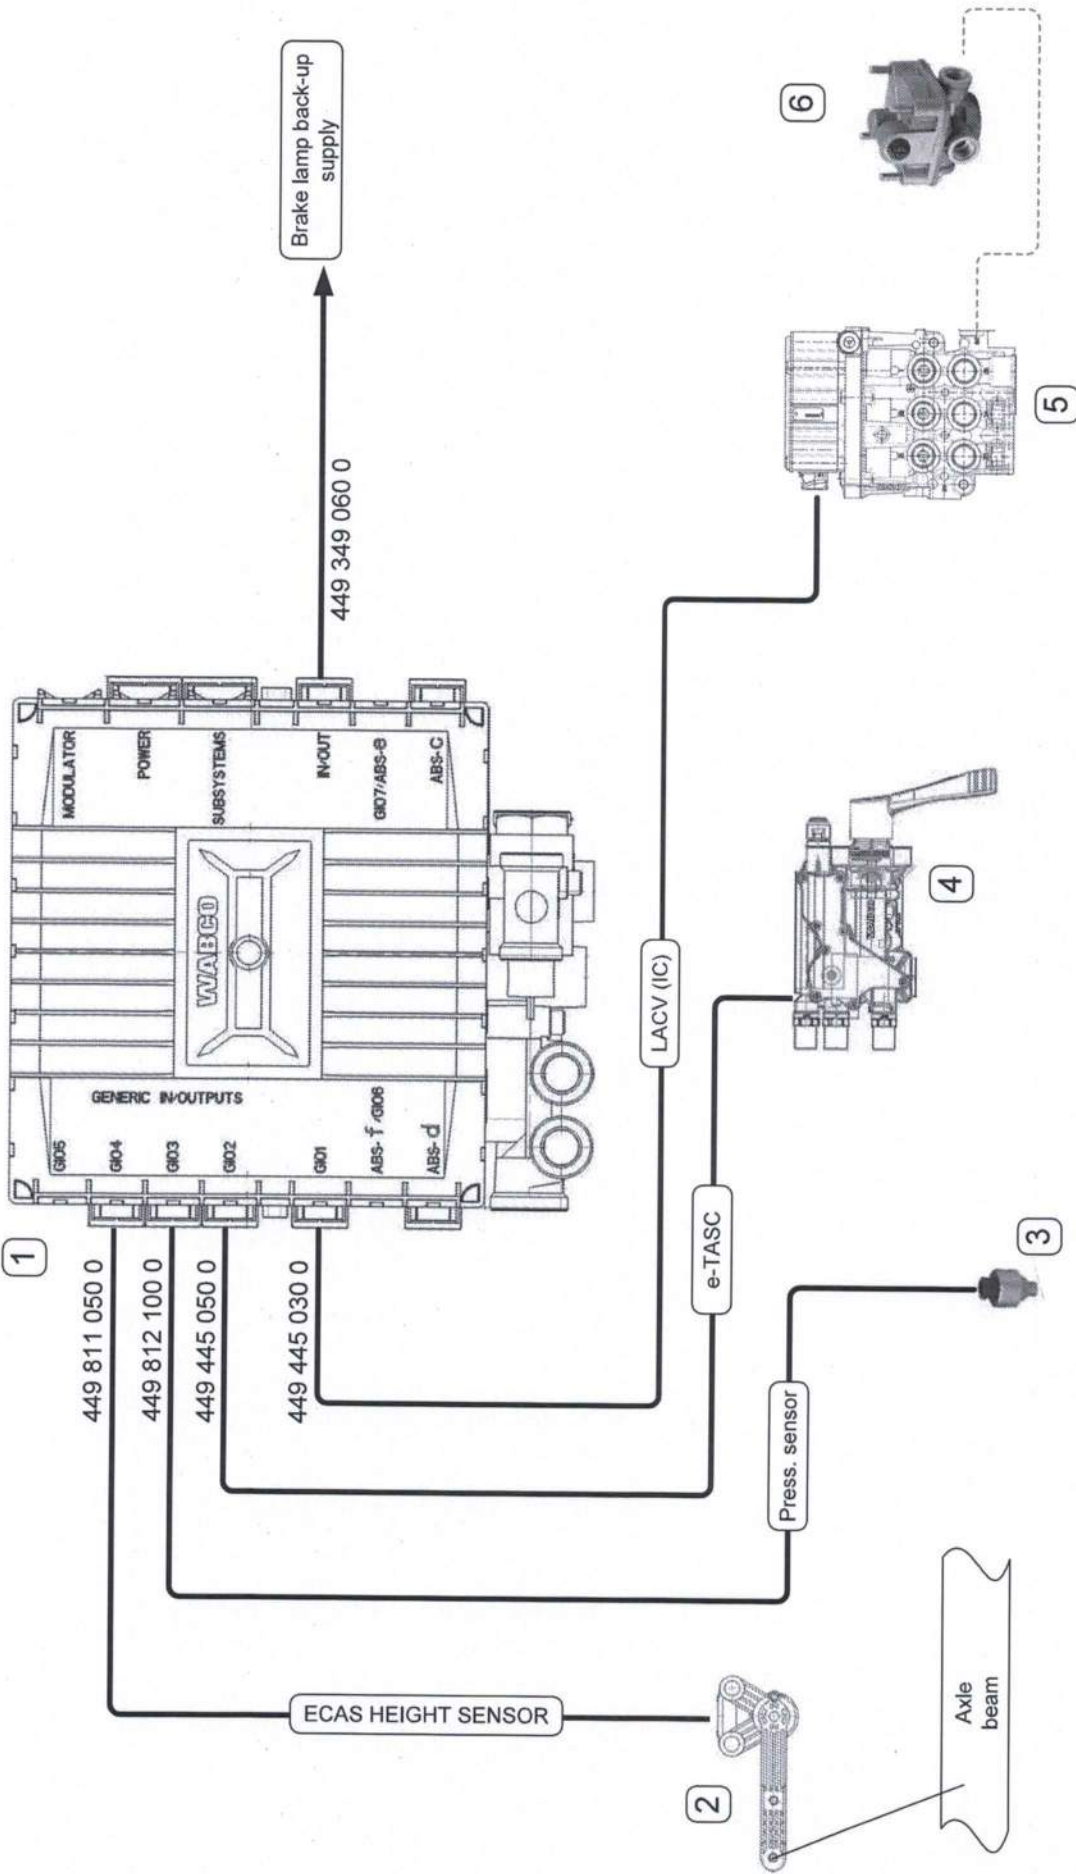 1
449 811 050 0
449 812 100 0
449 445 050 0
449 445 030 0
GIO5
GIO4
GIO3
GIO2
GIO1
ABS-f/GIO6
ABS-d
GENERIC IN/OUTPUTS
WABCO
MODULATOR
POWER
SUBSYSTEMS
IN/OUT
GIO7/ABS-e
ABS-C
449 349 060 0
Brake lamp back-up
supply
ECAS HEIGHT SENSOR
Press. sensor
e-TASC
LACV (IC)
2
Axle
beam
3
4
5
6